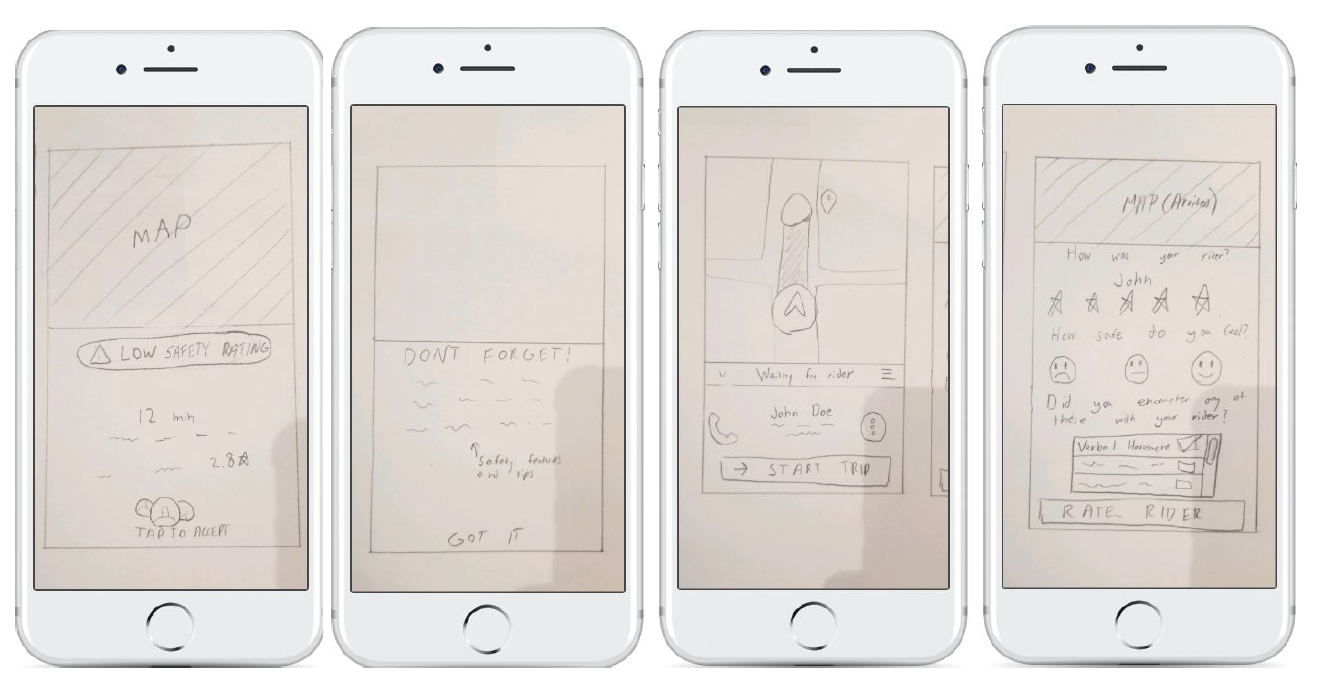 MAP
LOW SAFETY RATING
12 min
2.8
TAP TO ACCEPT
DONT FORGET!
safety features
and tips
GOT IT
Waiting for rider
John Doe
→ START TRIP
MAP (Arrived)
How was your rider?
John
How safe do you feel?
Did you encounter any of
these with your rider?
Verbal
RATE RIDER